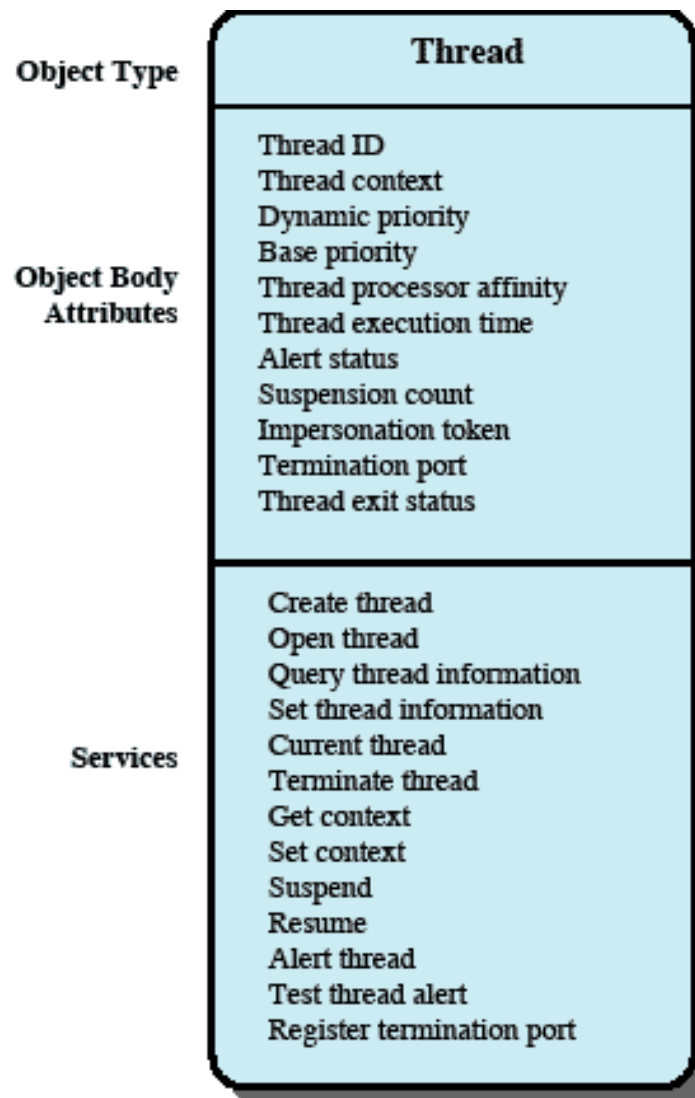 Object Type
Thread
Object Body
Attributes
Thread ID
Thread context
Dynamic priority
Base priority
Thread processor affinity
Thread execution time
Alert status
Suspension count
Impersonation token
Termination port
Thread exit status
Services
Create thread
Open thread
Query thread information
Set thread information
Current thread
Terminate thread
Get context
Set context
Suspend
Resume
Alert thread
Test thread alert
Register termination port